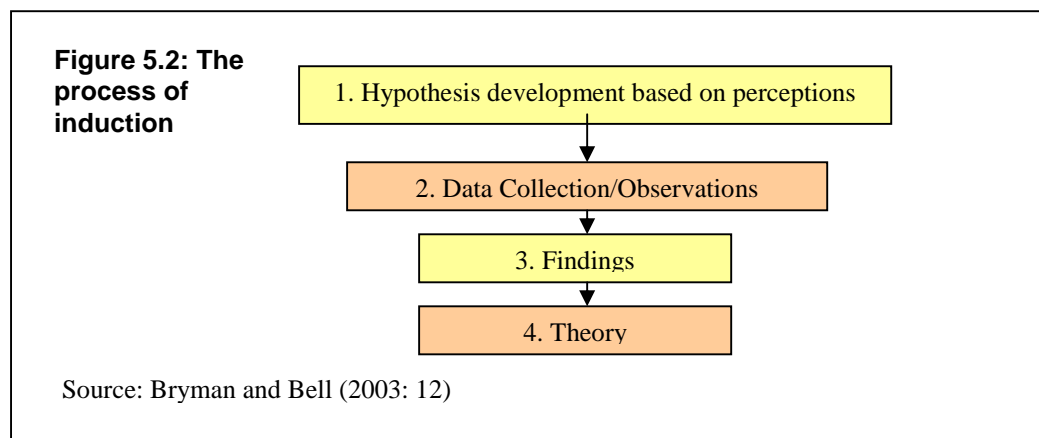 Figure 5.2: The
process of
induction
1. Hypothesis development based on perceptions
2. Data Collection/Observations
3. Findings
4. Theory
Source: Bryman and Bell (2003: 12)